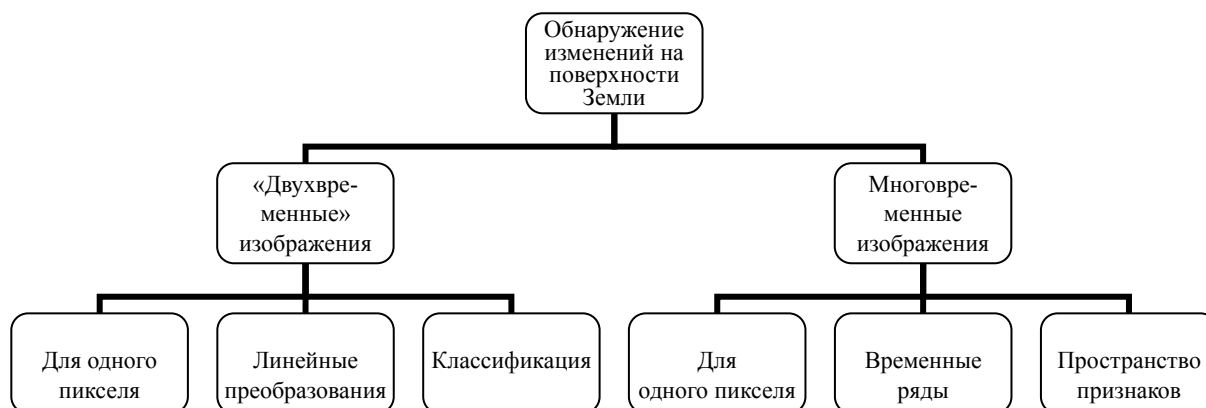 Обнаружение
изменений на
поверхности
Земли
«Двухвре-
менные»
изображения
Многовре-
менные
изображения
Для одного
пикселя
Линейные
преобразования
Классификация
Для
одного пикселя
Временные
ряды
Пространство
признаков